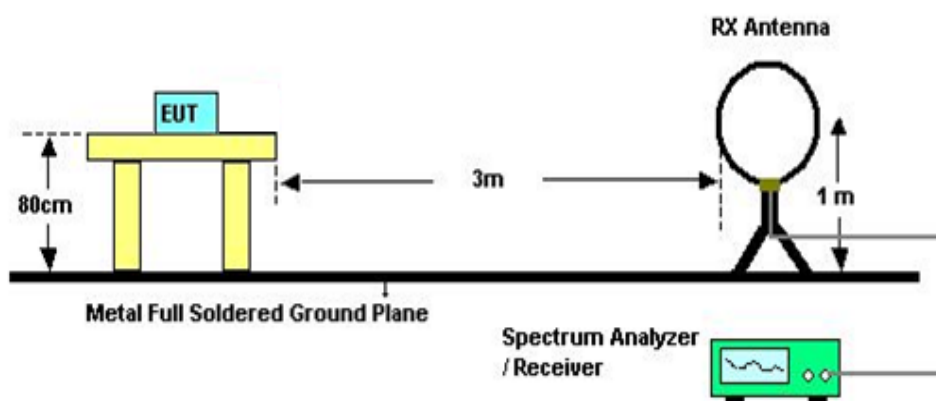 RX Antenna
EUT
80cm
3m
1 m
Metal Full Soldered Ground Plane
Spectrum Analyzer
/ Receiver